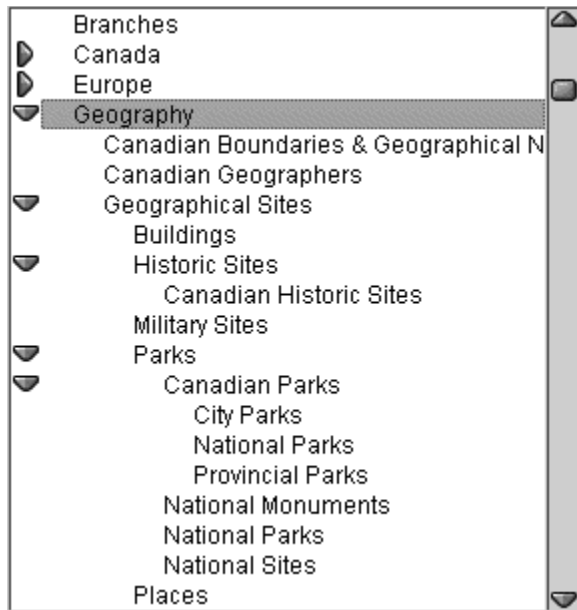 Branches
Canada
Europe
Geography
Canadian Boundaries & Geographical N
Canadian Geographers
Geographical Sites
Buildings
Historic Sites
Canadian Historic Sites
Military Sites
Parks
Canadian Parks
City Parks
National Parks
Provincial Parks
National Monuments
National Parks
National Sites
Places